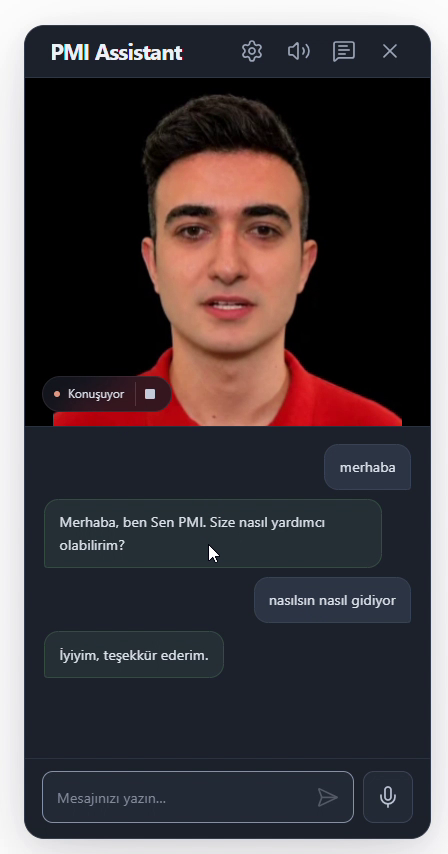 PMI Assistant
Konuşuyor
merhaba
Merhaba, ben Sen PMI. Size nasıl yardımcı
olabilirim?
nasılsın nasıl gidiyor
İyiyim, teşekkür ederim.
Mesajınızı yazın...